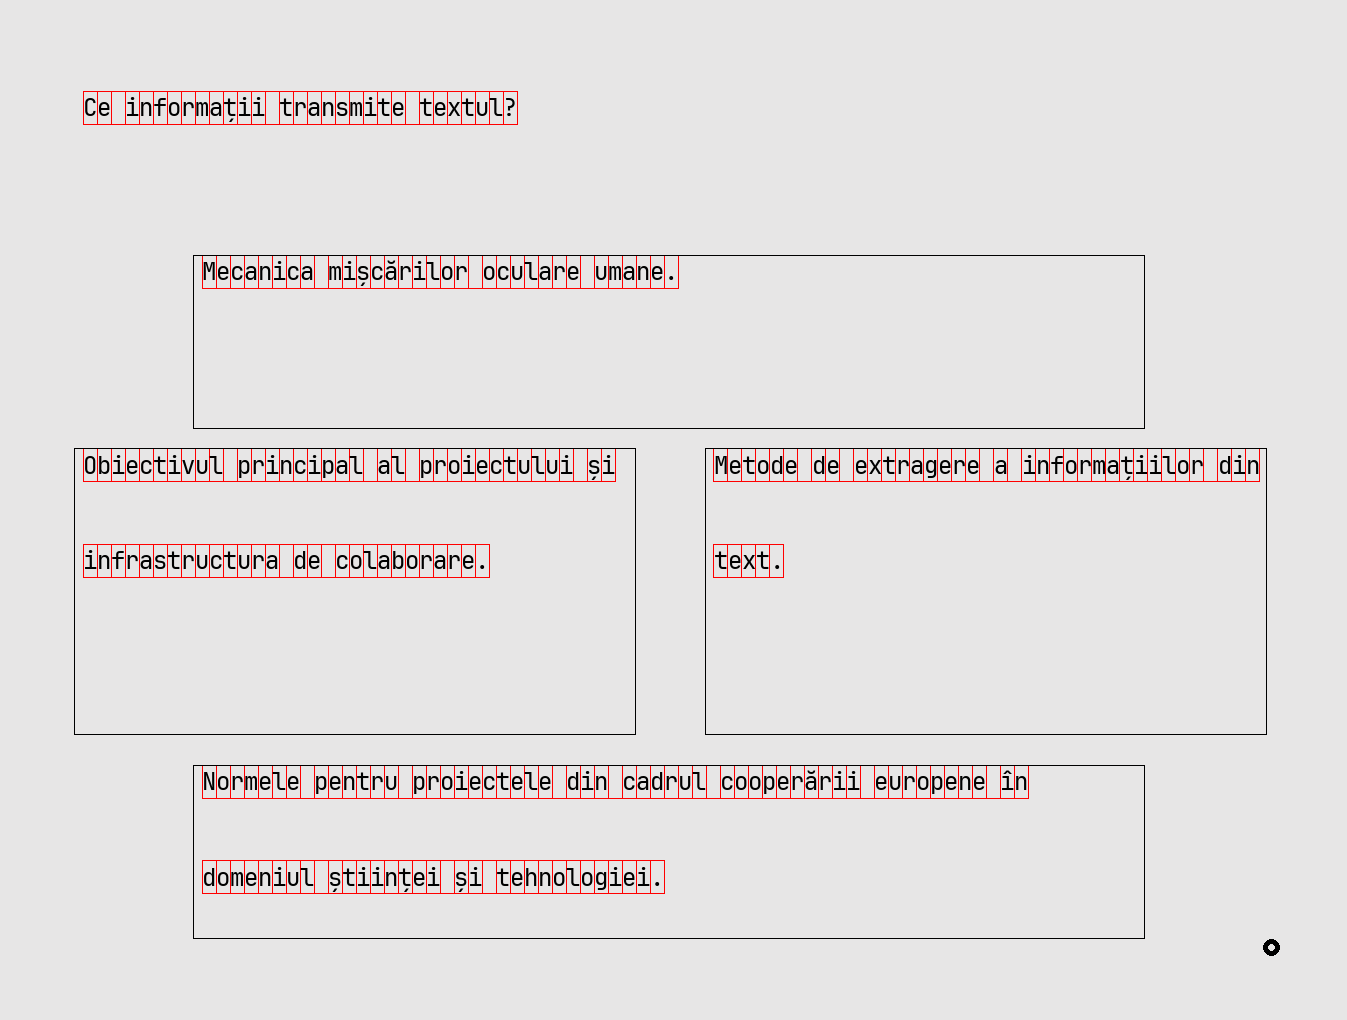 Ce informații transmite textul?
Mecanica mișcărilor oculare umane.
Obiectivul principal al proiectului și
infrastructura de colaborare.
Metode de extragere a informațiilor din
text.
Normele pentru proiectele din cadrul cooperării europene în
domeniul științei și tehnologiei.